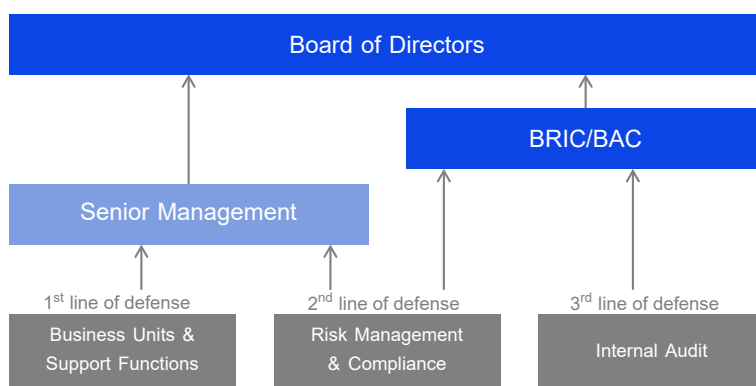 Board of Directors
BRIC/BAC
Senior Management
1st line of defense
2nd line of defense
3rd line of defense
Business Units &
Support Functions
Risk Management
& Compliance
Internal Audit